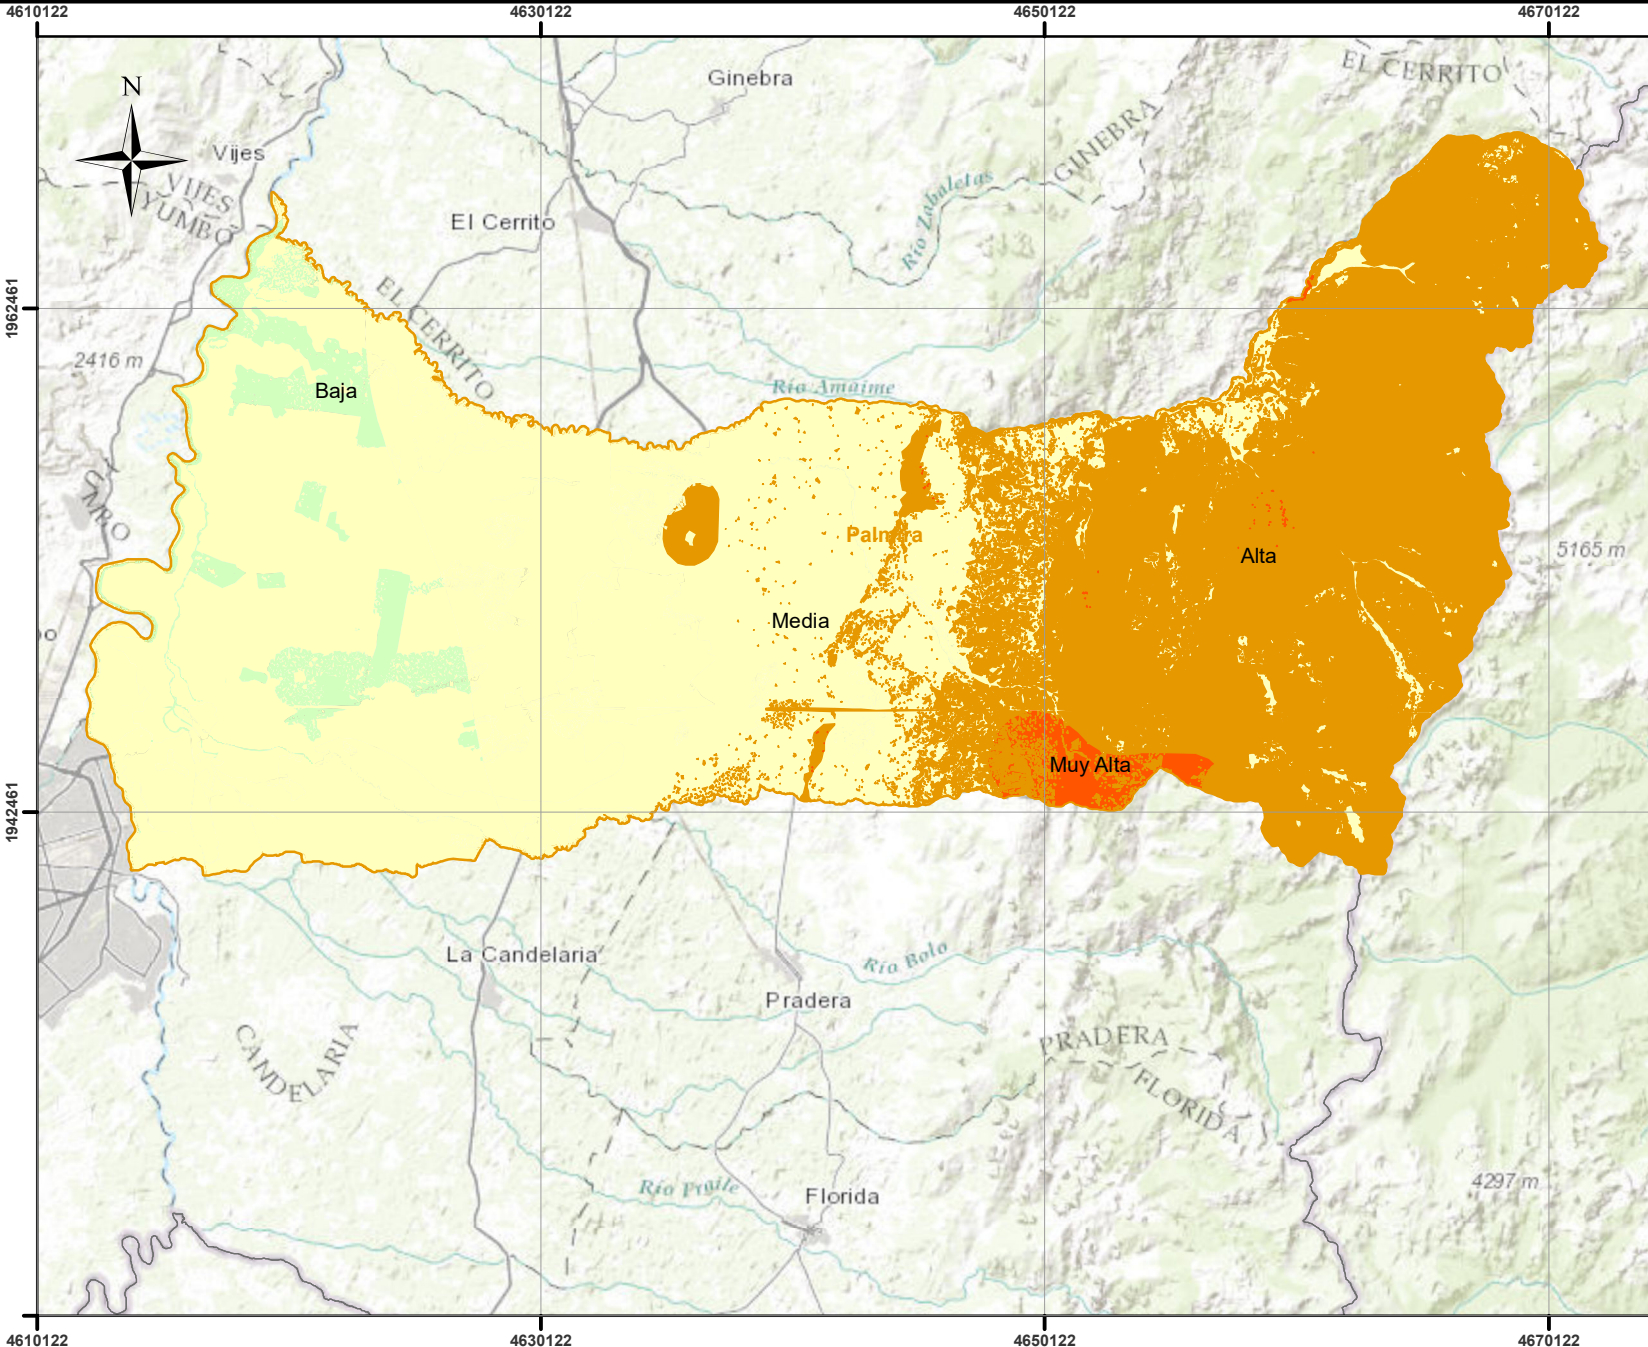 4610122 4630122 4650122 4670122
N
Ginebra
EL CERRITO
GINEBRA
Vijes
VIJES
YUMBO
El Cerrito
Río Zabaletas
EL CERRITO
1962461
2416 m
Baja
Río Amaime
Palmira
5165 m
Alta
Media
Muy Alta
1942461
La Candelaria
Río Bolo
Pradera
CANDELARIA
PRADERA
FLORIDA
Río Fraile
Florida
4297 m
4610122 4630122 4650122 4670122